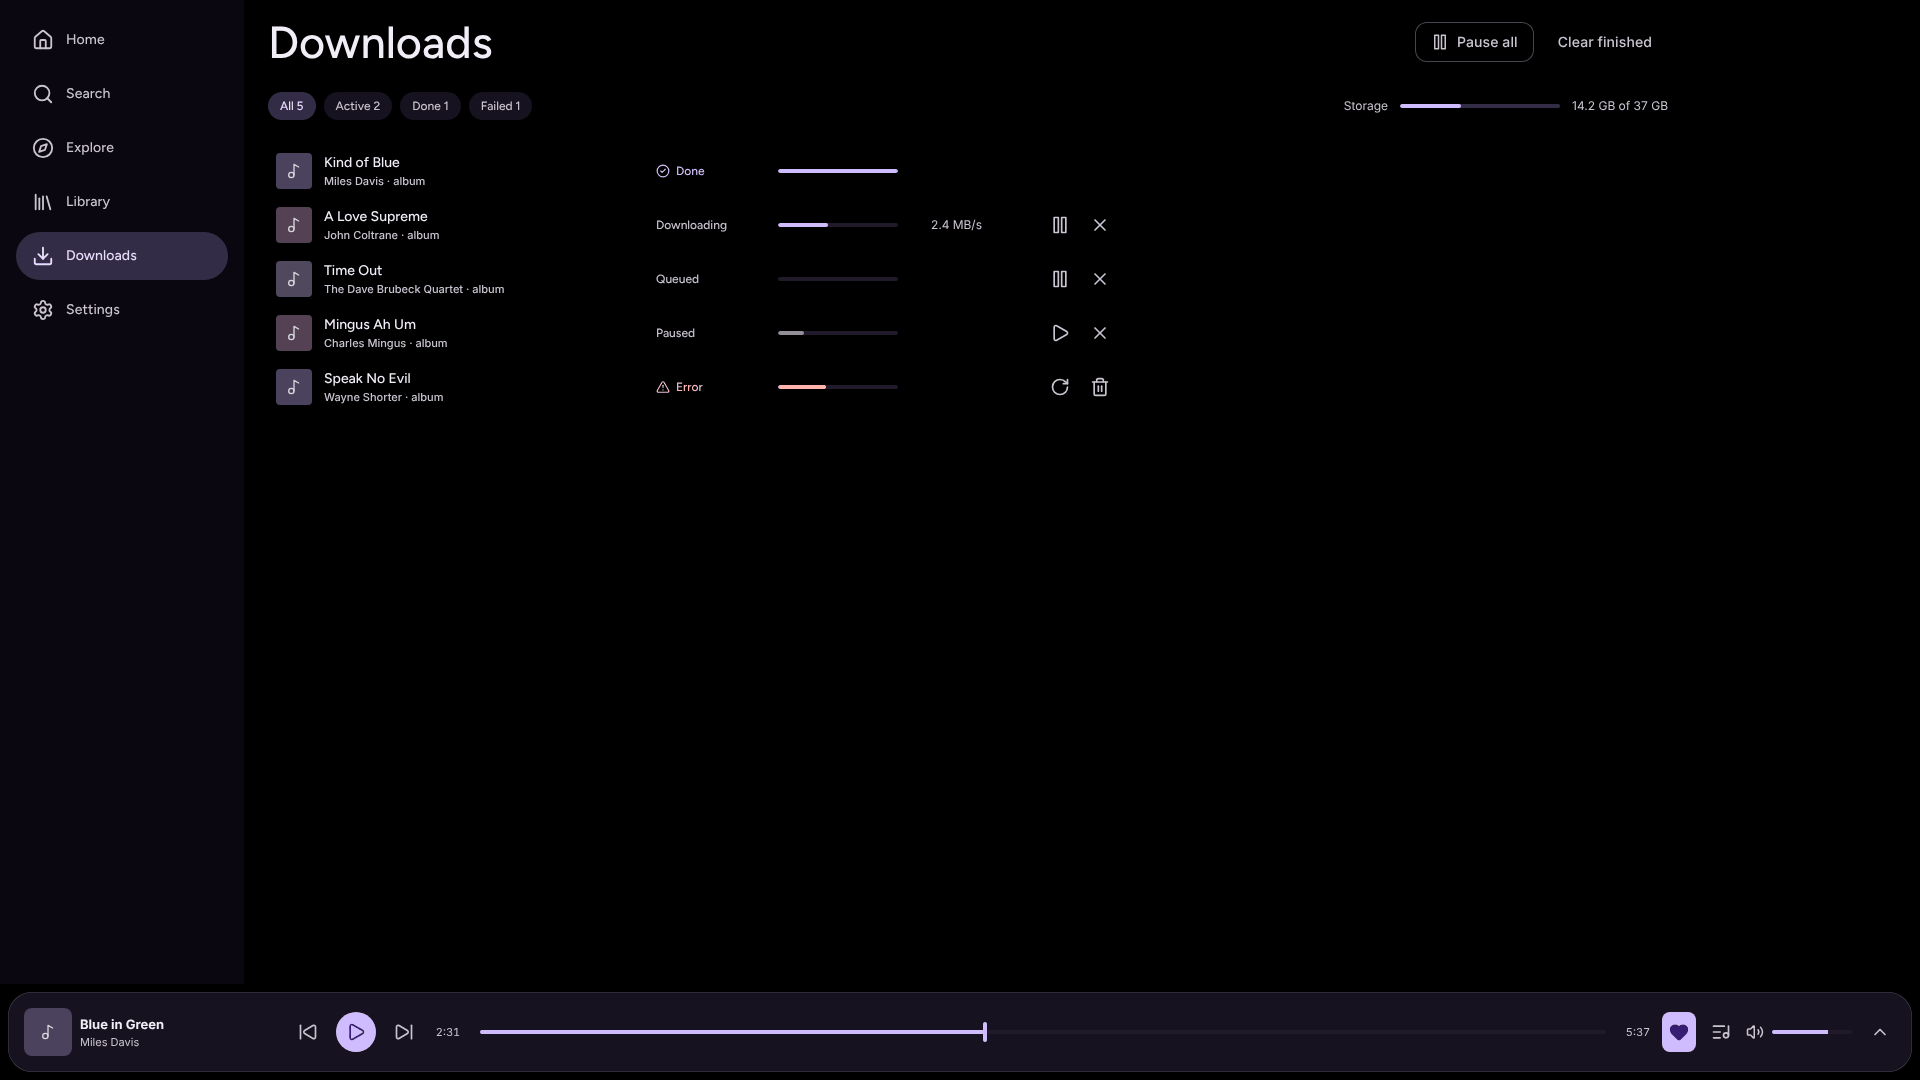 Home
Search
Explore
Library
Downloads
Settings
Downloads
Pause all
Clear finished
All 5
Active 2
Done 1
Failed 1
Storage
14.2 GB of 37 GB
Kind of Blue
Miles Davis · album
Done
A Love Supreme
John Coltrane · album
Downloading
2.4 MB/s
Time Out
The Dave Brubeck Quartet · album
Queued
Mingus Ah Um
Charles Mingus · album
Paused
Speak No Evil
Wayne Shorter · album
Error
Blue in Green
Miles Davis
2:31
5:37